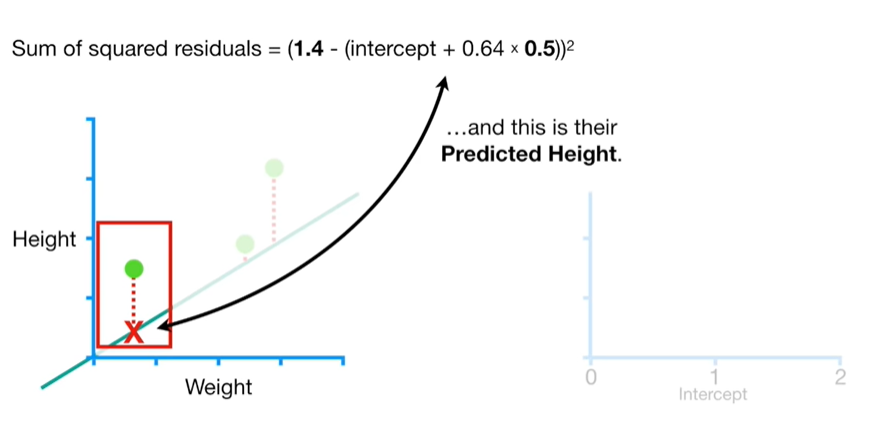 Sum of squared residuals = (1.4 - (intercept + 0.64 × 0.5))²
…and this is their
Predicted Height.
Height
X
Weight
0
1
2
Intercept